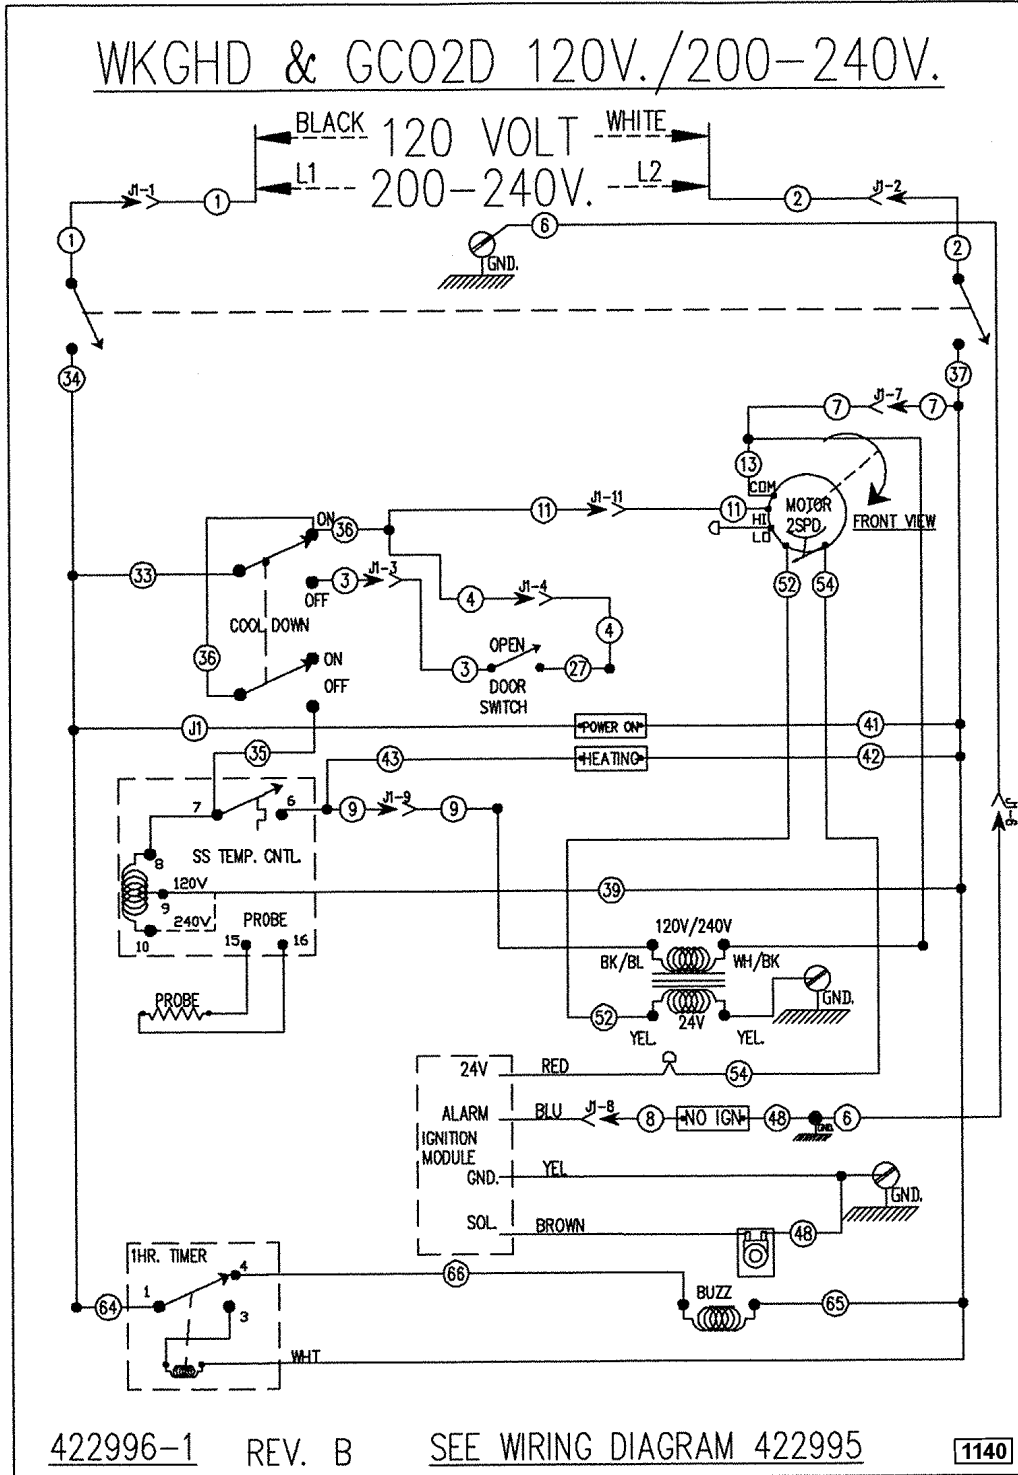 WKGHD & GCO2D 120V./200-240V.
BLACK 120 VOLT WHITE
L1 200-240V. L2
J1-1 1 2 J1-2
6
1 2
GND.
34 37
7 J1-7 7
13
COM
MOTOR
2SPD.
HI
LO
FRONT VIEW
11 J1-11 11
ON 36
33
3 J1-3
OFF
4 J1-4
52 54
COOL DOWN
4
36
ON
OFF
OPEN
3 27
DOOR
SWITCH
J1 POWER ON 41
35 43 HEATING 42
7 6 9 J1-9 9
J1-6
8 SS TEMP. CNTL.
120V
9 39
240V PROBE
10 15 16
120V/240V
BK/BL WH/BK
GND.
PROBE
52 24V
YEL. YEL.
24V RED 54
ALARM BLU J1-8 8 NO IGN 48 6
GND.
IGNITION
MODULE
GND. YEL
GND.
SOL. BROWN 48
1HR. TIMER
4 66
1 BUZZ
64 65
3
WHT
422996-1 REV. B SEE WIRING DIAGRAM 422995 1140